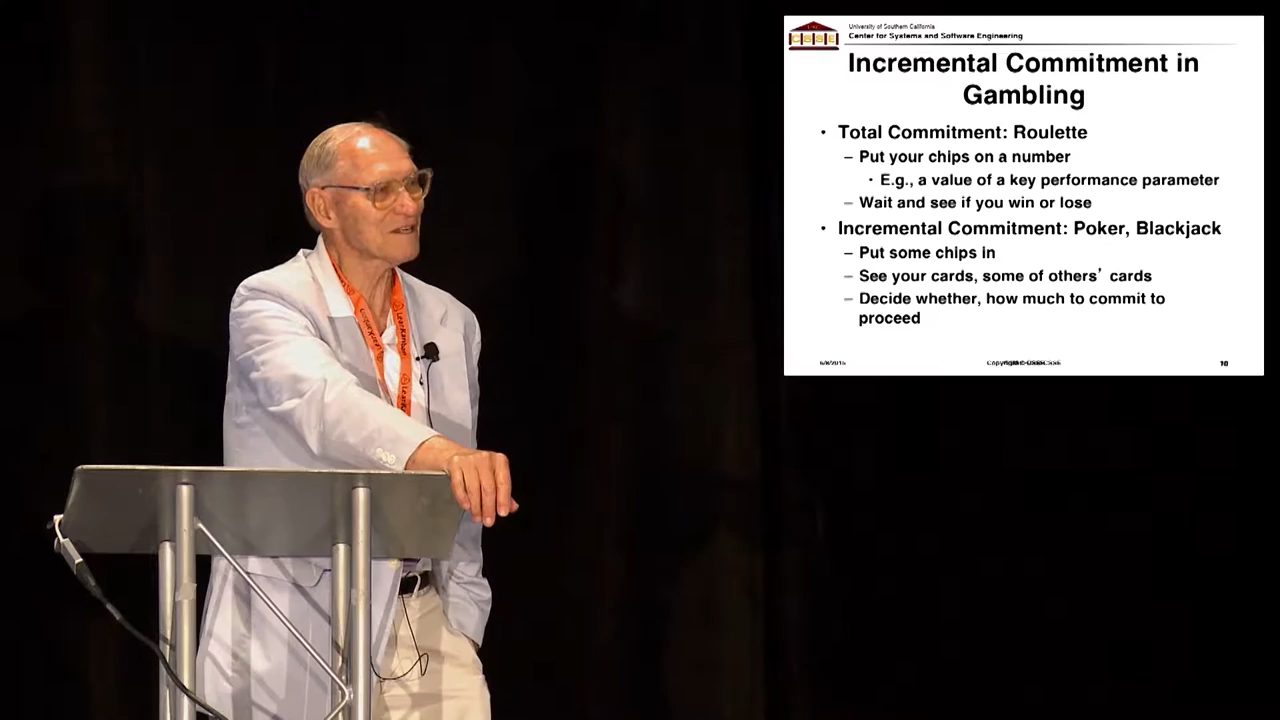 University of Southern California
Center for Systems and Software Engineering
CSSE
Incremental Commitment in
Gambling
• Total Commitment: Roulette
– Put your chips on a number
• E.g., a value of a key performance parameter
– Wait and see if you win or lose
• Incremental Commitment: Poker, Blackjack
– Put some chips in
– See your cards, some of others’ cards
– Decide whether, how much to commit to
proceed
10
LeanKanban
LeanKanban